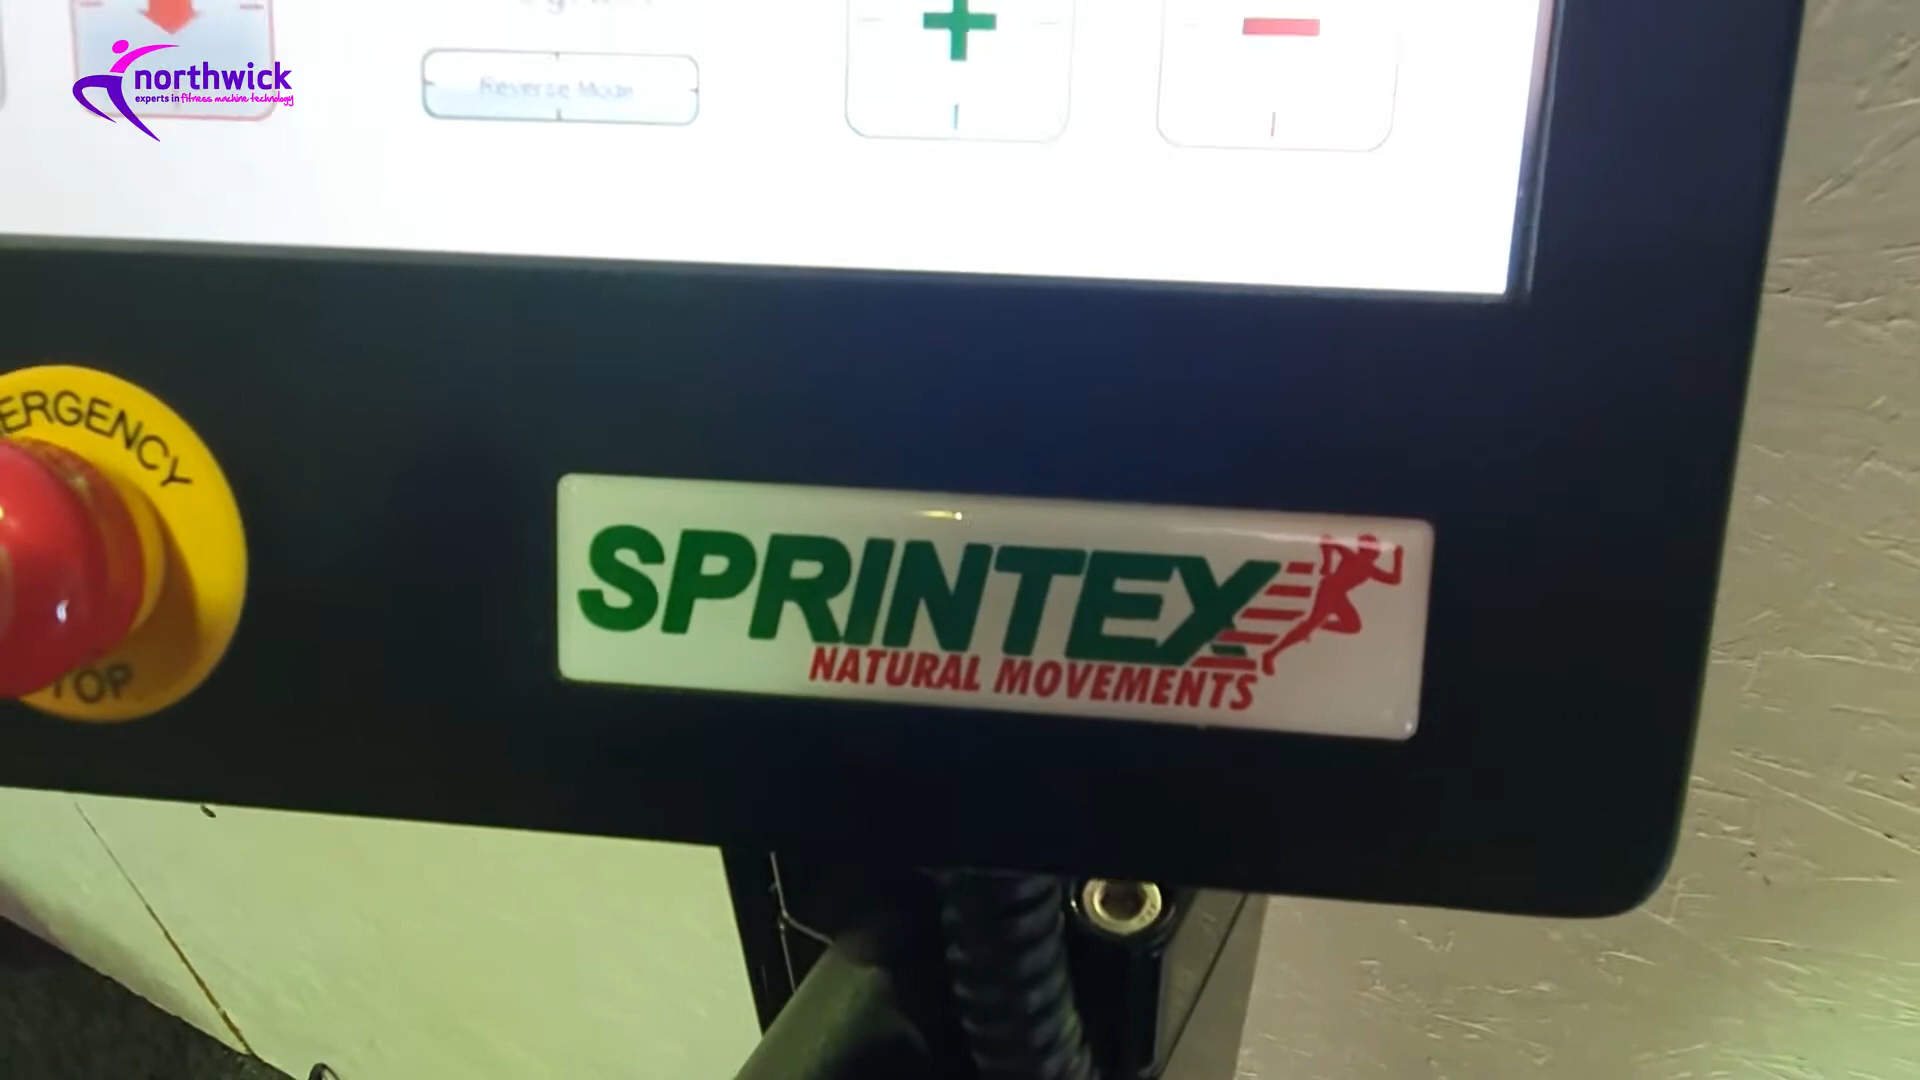 northwick
experts in fitness machine technology
Reverse Mode
ERGENCY
TOP
SPRINTEX
NATURAL MOVEMENTS